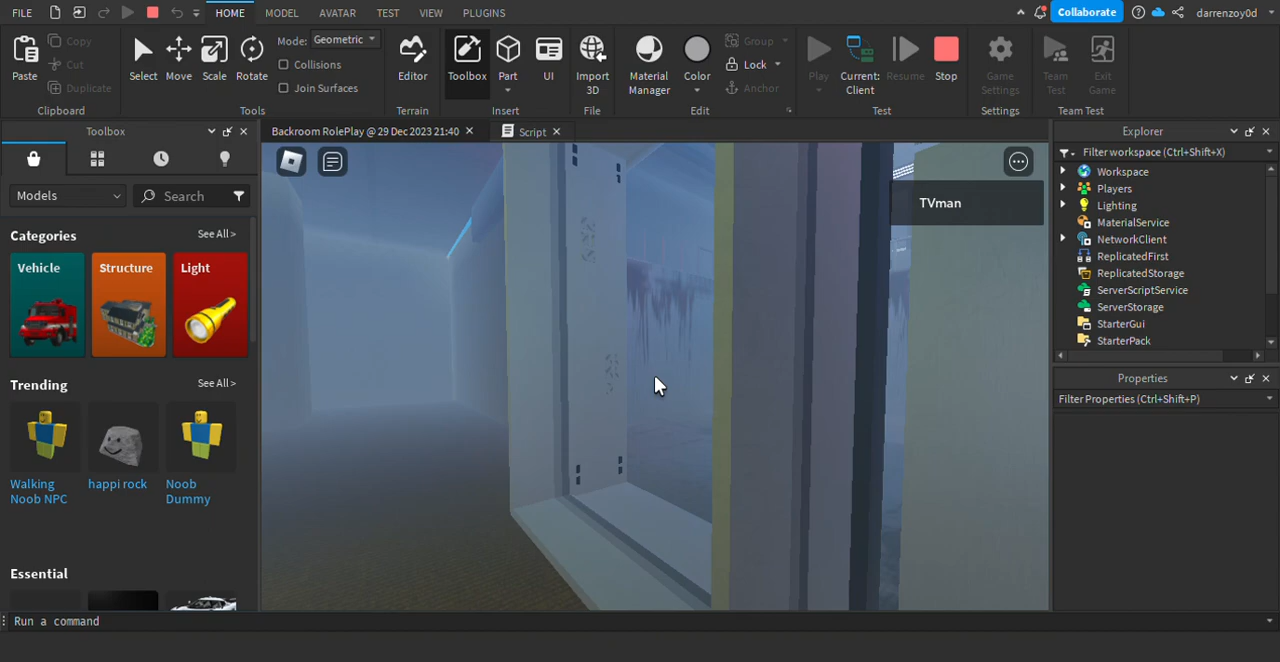 FILE HOME MODEL AVATAR TEST VIEW PLUGINS Collaborate darrenzoy0d
Paste Copy Cut Duplicate Clipboard
Select Move Scale Rotate Mode: Geometric Collisions Join Surfaces Tools
Editor Terrain
Toolbox Part UI Insert
Import 3D File
Material Manager Color Group Lock Anchor Edit
Play Current: Client Resume Stop Test
Game Settings Settings
Team Test Exit Game Team Test
Toolbox
Backroom RolePlay @ 29 Dec 2023 21:40 Script
Models Search
Categories See All >
Vehicle Structure Light
Trending See All >
Walking Noob NPC
happi rock
Noob Dummy
Essential
TVman
Explorer
Filter workspace (Ctrl+Shift+X)
Workspace
Players
Lighting
MaterialService
NetworkClient
ReplicatedFirst
ReplicatedStorage
ServerScriptService
ServerStorage
StarterGui
StarterPack
Properties
Filter Properties (Ctrl+Shift+P)
Run a command